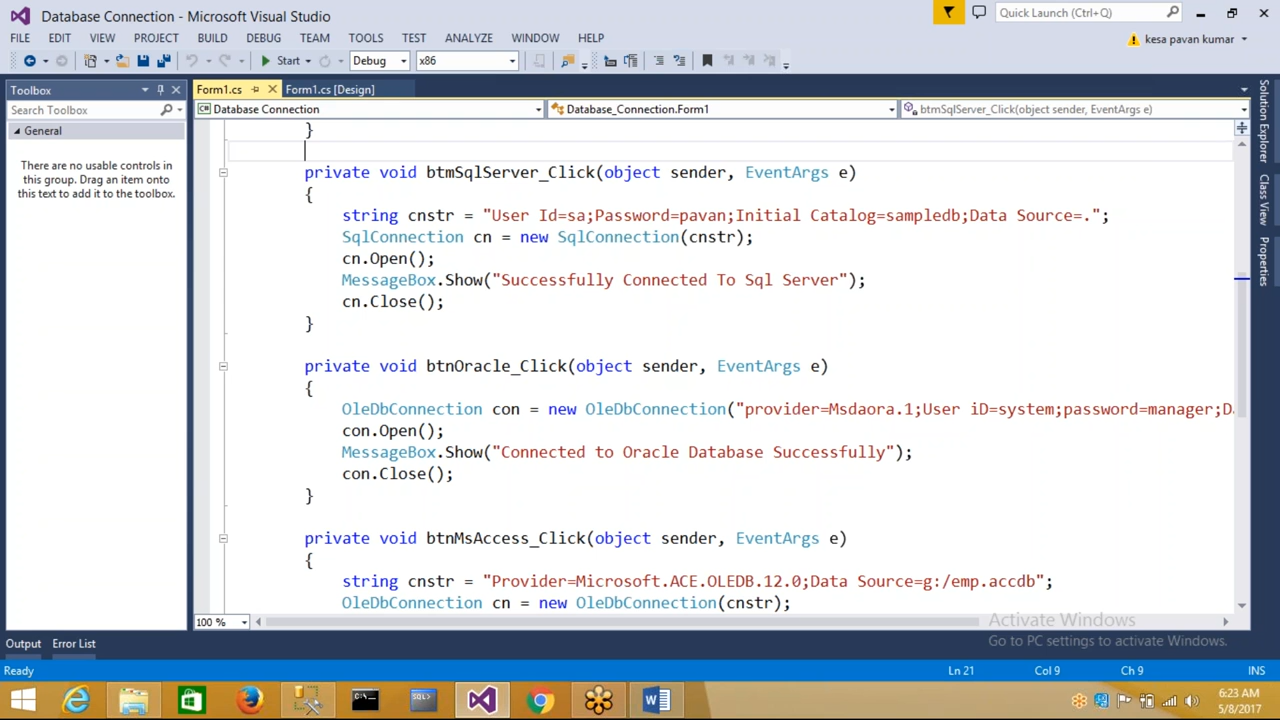 Database Connection - Microsoft Visual Studio
Quick Launch (Ctrl+Q)
FILE EDIT VIEW PROJECT BUILD DEBUG TEAM TOOLS TEST ANALYZE WINDOW HELP
kesa pavan kumar
Start Debug x86
Toolbox
Form1.cs Form1.cs [Design]
Search Toolbox
Database Connection Database_Connection.Form1 btmSqlServer_Click(object sender, EventArgs e)
General
There are no usable controls in
this group. Drag an item onto
this text to add it to the toolbox.
}
private void btmSqlServer_Click(object sender, EventArgs e)
{
string cnstr = "User Id=sa;Password=pavan;Initial Catalog=sampledb;Data Source=.";
SqlConnection cn = new SqlConnection(cnstr);
cn.Open();
MessageBox.Show("Successfully Connected To Sql Server");
cn.Close();
}
private void btnOracle_Click(object sender, EventArgs e)
{
OleDbConnection con = new OleDbConnection("provider=Msdaora.1;User iD=system;password=manager;Da
con.Open();
MessageBox.Show("Connected to Oracle Database Successfully");
con.Close();
}
private void btnMsAccess_Click(object sender, EventArgs e)
{
string cnstr = "Provider=Microsoft.ACE.OLEDB.12.0;Data Source=g:/emp.accdb";
OleDbConnection cn = new OleDbConnection(cnstr);
Solution Explorer
Class View
Properties
100 %
Activate Windows
Go to PC settings to activate Windows.
Output Error List
Ready Ln 21 Col 9 Ch 9 INS
6:23 AM
5/8/2017